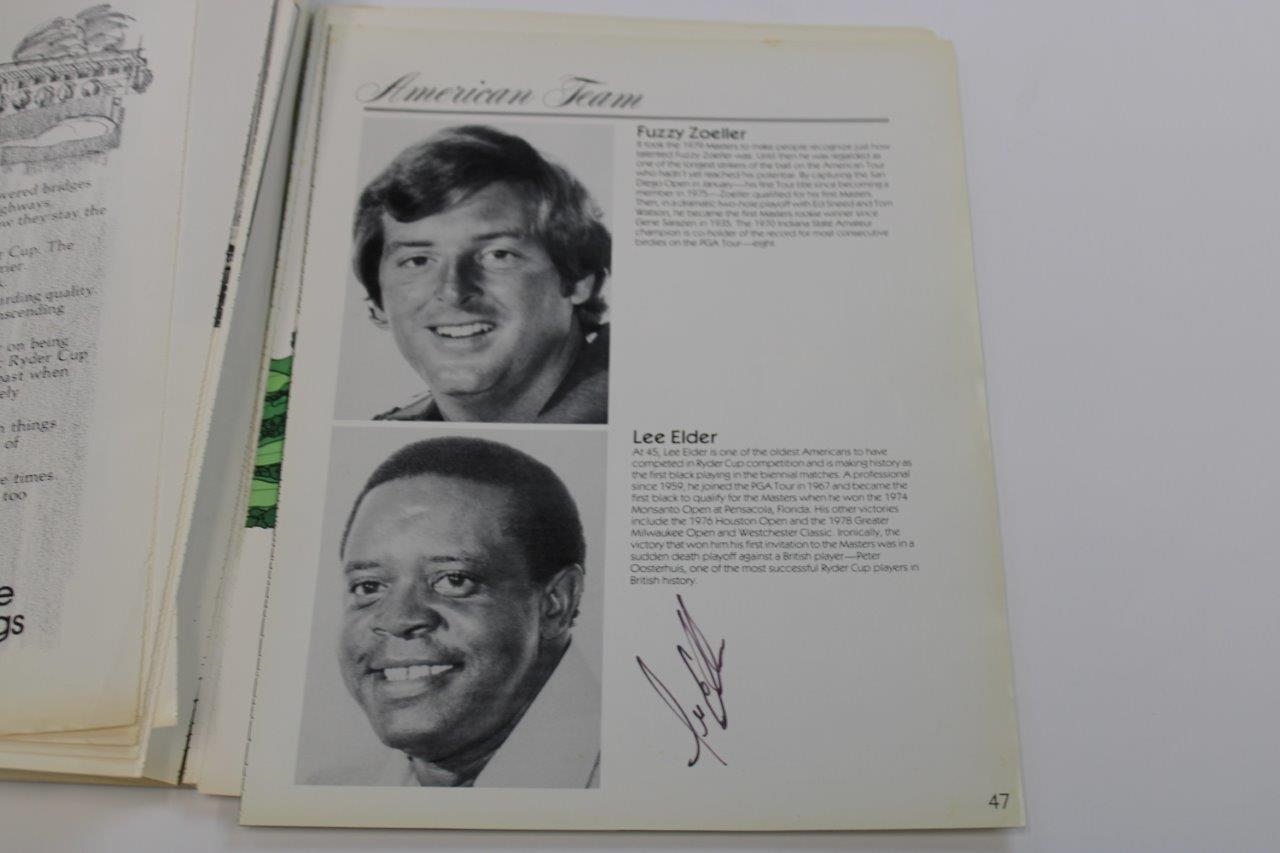 wered bridges
ghways,
ow they stay the
r Cup. The
rier
arding quality.
nscending
on being
Ryder Cup
past when
ely
n things
of
e times
too
e
gs
American Team
Fuzzy Zoeller
It took the 1979 Masters to make people recognize just how
talented Fuzzy Zoeller was. Until then he was regarded as
one of the longest strikers of the ball on the American Tour
who hadn't yet reached his potential. By capturing the San
Diego Open in January—his first Tour title since becoming a
member in 1975—Zoeller qualified for his first Masters.
Then, in a dramatic two-hole playoff with Ed Sneed and Tom
Watson, he became the first Masters rookie winner since
Gene Sarazen in 1935. The 1970 Indiana State Amateur
champion is co-holder of the record for most consecutive
birdies on the PGA Tour—eight.
Lee Elder
At 45, Lee Elder is one of the oldest Americans to have
competed in Ryder Cup competition and is making history as
the first black playing in the biennial matches. A professional
since 1959, he joined the PGA Tour in 1967 and became the
first black to qualify for the Masters when he won the 1974
Monsanto Open at Pensacola, Florida. His other victories
include the 1976 Houston Open and the 1978 Greater
Milwaukee Open and Westchester Classic. Ironically, the
victory that won him his first invitation to the Masters was in a
sudden death playoff against a British player—Peter
Oosterhuis, one of the most successful Ryder Cup players in
British history.
Lee Elder
47